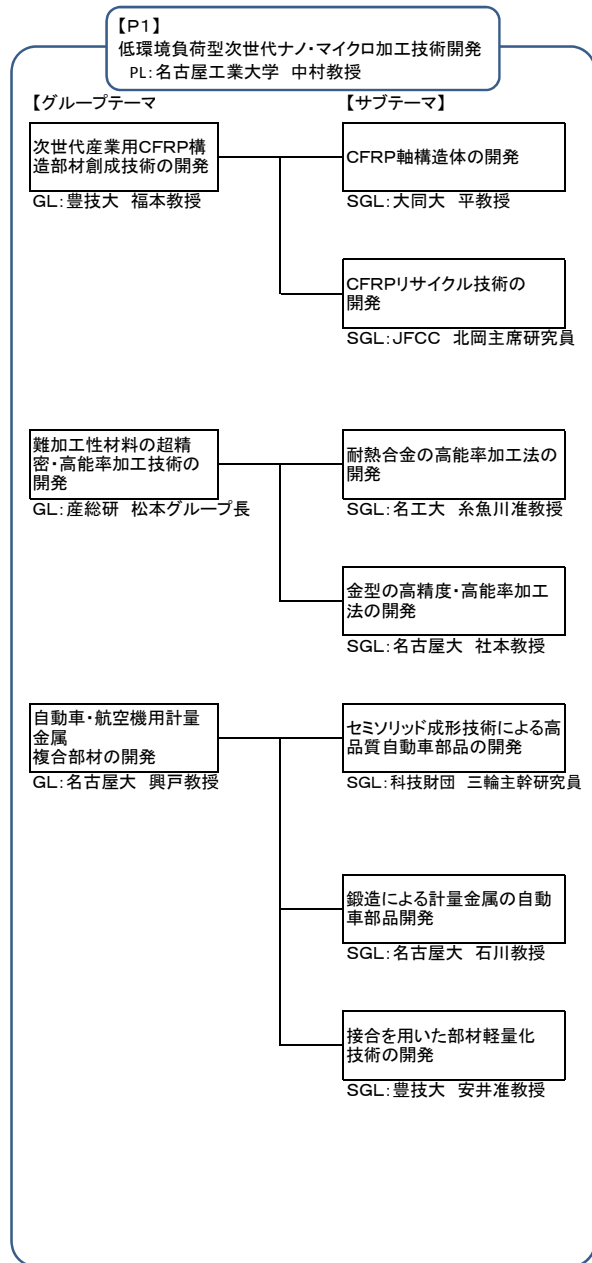 【P1】
低環境負荷型次世代ナノ・マイクロ加工技術開発
PL:名古屋工業大学 中村教授
【グループテーマ
【サブテーマ】
次世代産業用CFRP構
造部材創成技術の開発
GL:豊技大 福本教授
CFRP軸構造体の開発
SGL:大同大 平教授
CFRPリサイクル技術の
開発
SGL:JFCC 北岡主席研究員
難加工性材料の超精
密・高能率加工技術の
開発
GL:産総研 松本グループ長
耐熱合金の高能率加工法の
開発
SGL:名工大 糸魚川准教授
金型の高精度・高能率加工
法の開発
SGL:名古屋大 社本教授
自動車・航空機用計量
金属
複合部材の開発
GL:名古屋大 興戸教授
セミソリッド成形技術による高
品質自動車部品の開発
SGL:科技財団 三輪主幹研究員
鍛造による計量金属の自動
車部品開発
SGL:名古屋大 石川教授
接合を用いた部材軽量化
技術の開発
SGL:豊技大 安井准教授